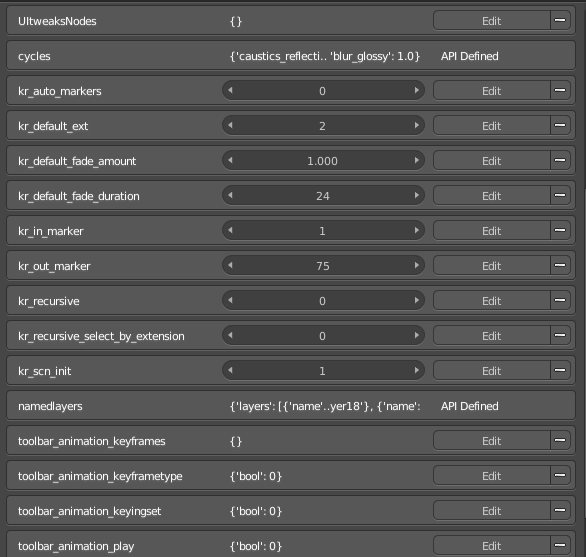 UItweaksNodes {} Edit
cycles {'caustics_reflecti.. 'blur_glossy': 1.0} API Defined
kr_auto_markers 0 Edit
kr_default_ext 2 Edit
kr_default_fade_amount 1.000 Edit
kr_default_fade_duration 24 Edit
kr_in_marker 1 Edit
kr_out_marker 75 Edit
kr_recursive 0 Edit
kr_recursive_select_by_extension 0 Edit
kr_scn_init 1 Edit
namedlayers {'layers': [{'name'..yer18'}, {'name': API Defined
toolbar_animation_keyframes {} Edit
toolbar_animation_keyframetype {'bool': 0} Edit
toolbar_animation_keyingset {'bool': 0} Edit
toolbar_animation_play {'bool': 0} Edit